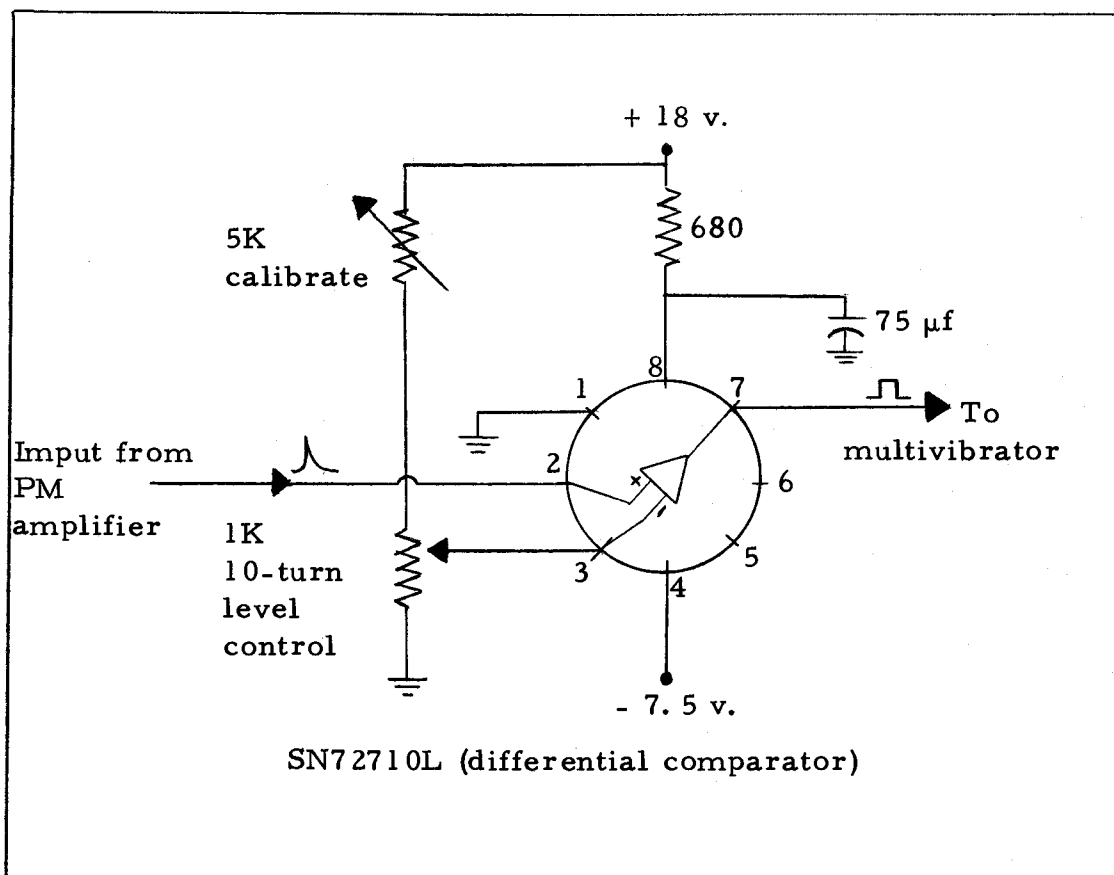 + 18 v.
680
5K
calibrate
75 µf
8
1
7
To
multivibrator
Imput from
PM
amplifier
2
+
-
6
1K
10-turn
level
control
3
5
4
- 7. 5 v.
SN72710L (differential comparator)